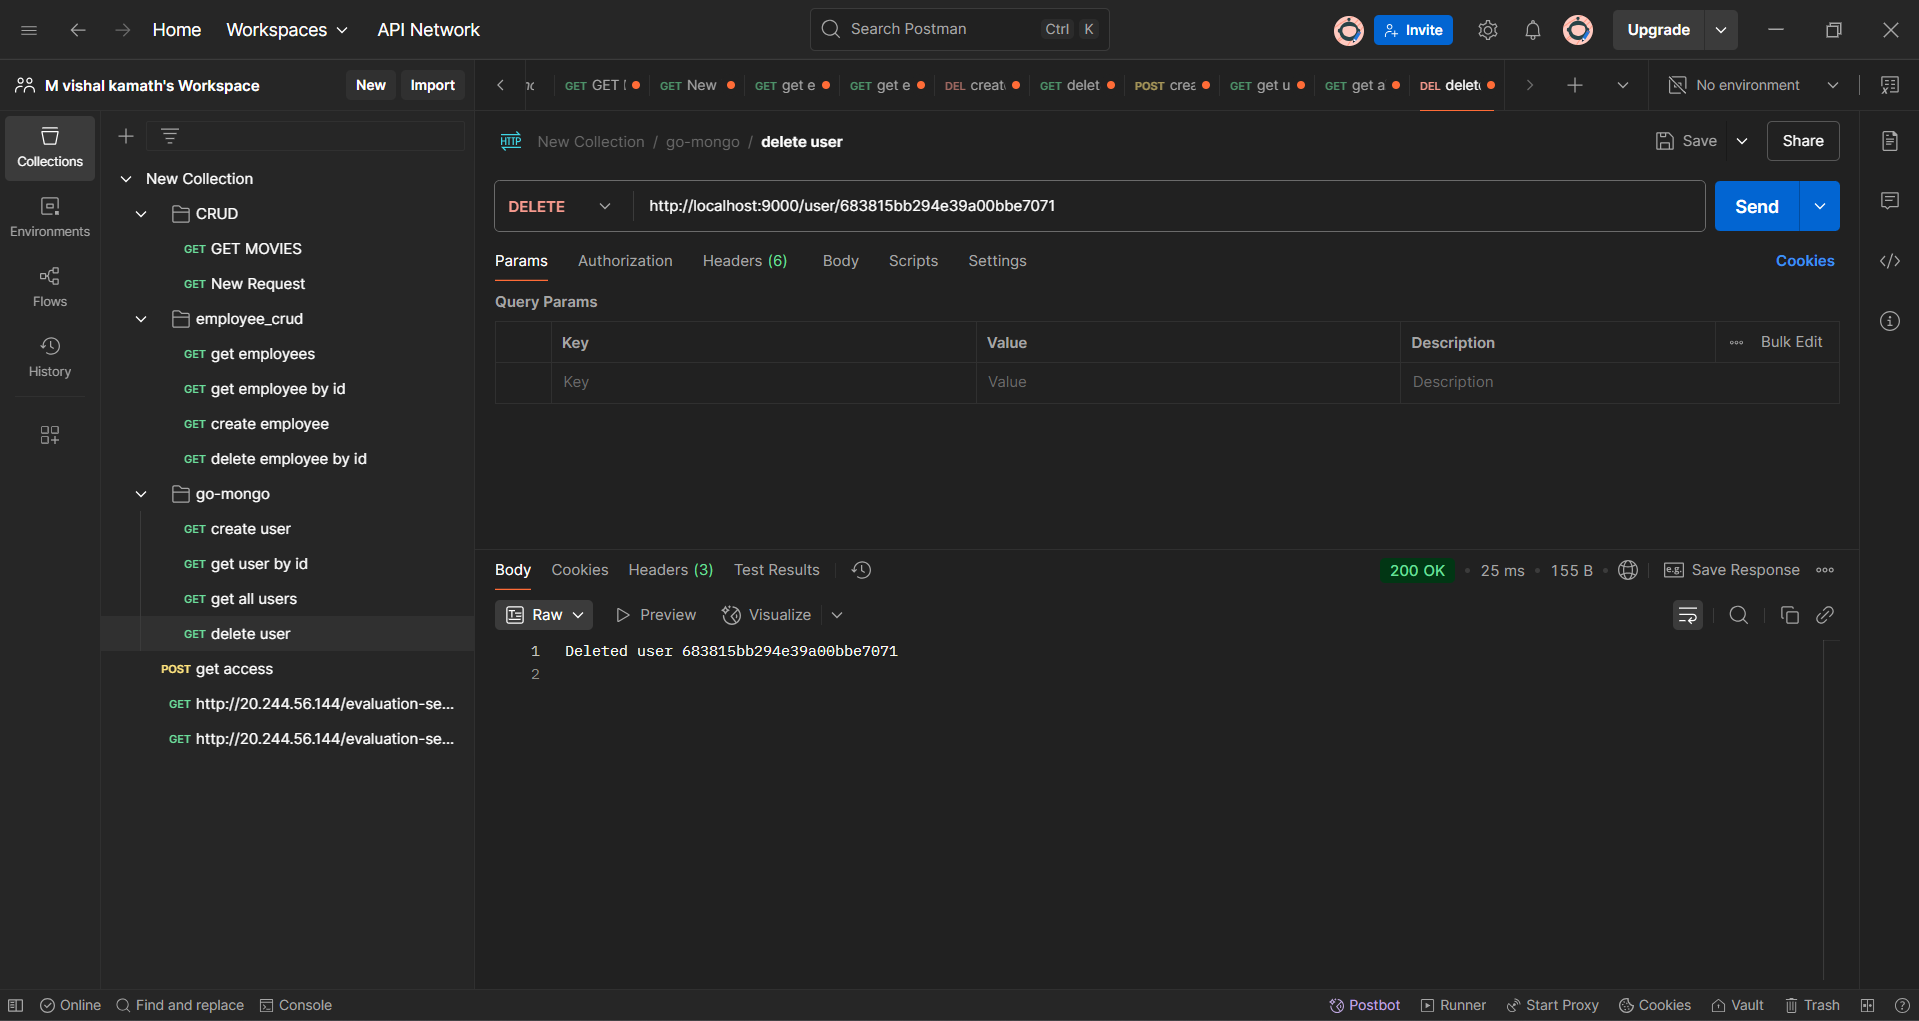 Home Workspaces API Network Search Postman Ctrl K Invite Upgrade
M vishal kamath's Workspace New Import GET GET GET New GET get e GET get e DEL creat GET delet POST crea GET get u GET get a DEL delet No environment
Collections
Environments
Flows
History
New Collection
CRUD
GET GET MOVIES
GET New Request
employee_crud
GET get employees
GET get employee by id
GET create employee
GET delete employee by id
go-mongo
GET create user
GET get user by id
GET get all users
GET delete user
POST get access
GET http://20.244.56.144/evaluation-se...
GET http://20.244.56.144/evaluation-se...
HTTP New Collection / go-mongo / delete user Save Share
DELETE http://localhost:9000/user/683815bb294e39a00bbe7071 Send
Params Authorization Headers (6) Body Scripts Settings Cookies
Query Params
Key Value Description Bulk Edit
Key Value Description
Body Cookies Headers (3) Test Results 200 OK 25 ms 155 B e.g. Save Response
Raw Preview Visualize
1 Deleted user 683815bb294e39a00bbe7071
2
Online Find and replace Console Postbot Runner Start Proxy Cookies Vault Trash